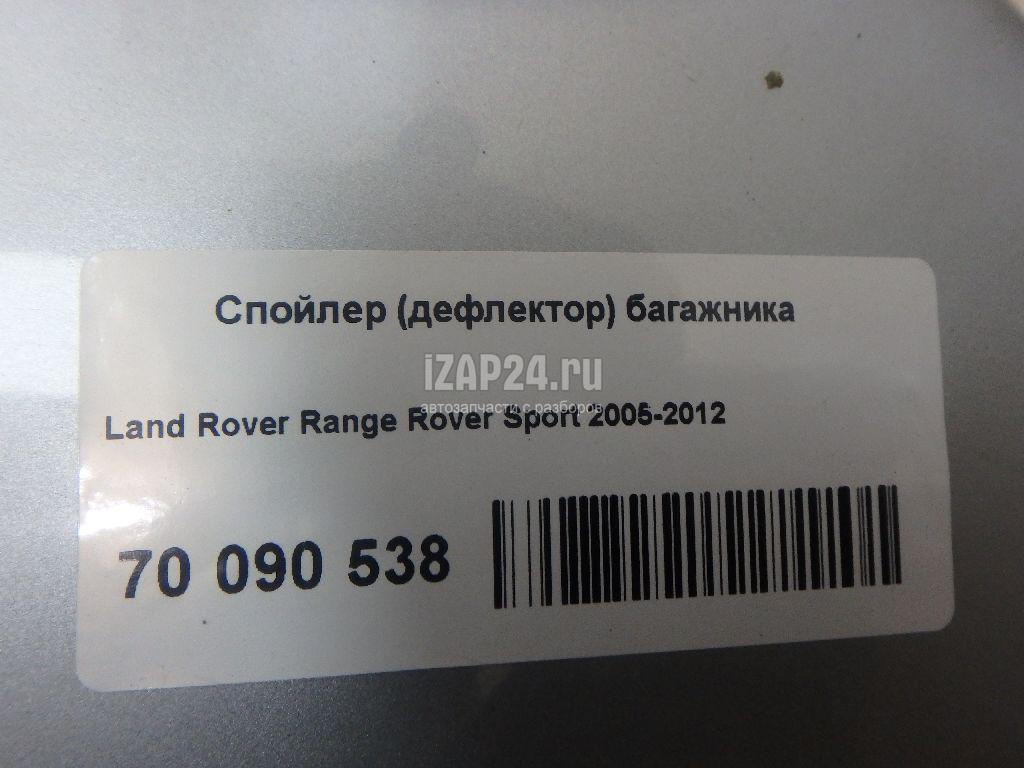 Спойлер (дефлектор) багажника
iZAP24.ru
автозапчасти с разборов
Land Rover Range Rover Sport 2005-2012
70 090 538